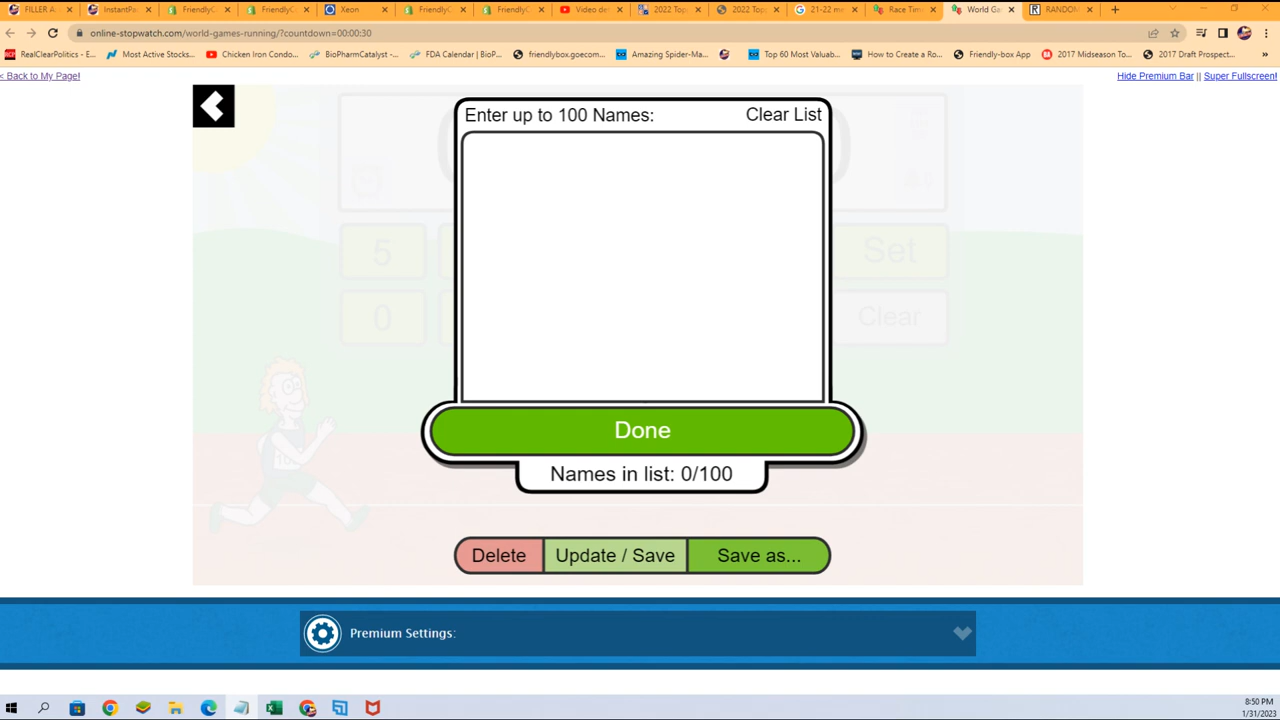 FILLER A
InstantPa
FriendlyC
FriendlyC
Xeon
FriendlyC
FriendlyC
Video de
2022 Top
2022 Top
21-22 m
Race Time
World Ga
RANDOM
online-stopwatch.com/world-games-running/?countdown=00:00:30
RealClearPolitics - E...
Most Active Stocks...
Chicken Iron Condo...
BioPharmCatalyst -...
FDA Calendar | BioP...
friendlybox.goecom...
Amazing Spider-Ma...
Top 60 Most Valuab...
How to Create a Ro...
Friendly-box App
2017 Midseason To...
2017 Draft Prospect...
< Back to My Page!
Hide Premium Bar || Super Fullscreen!
Enter up to 100 Names:
Clear List
5
Set
0
Clear
Done
Names in list: 0/100
Delete
Update / Save
Save as...
Premium Settings:
8:50 PM
1/31/2023